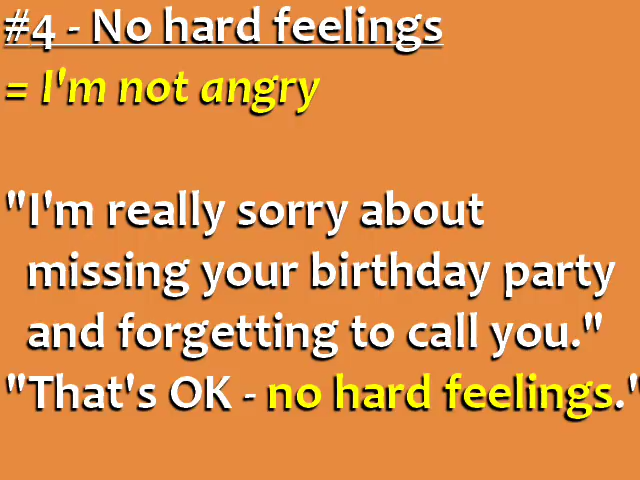 #4 - No hard feelings
= I'm not angry
"I'm really sorry about
missing your birthday party
and forgetting to call you."
"That's OK - no hard feelings."